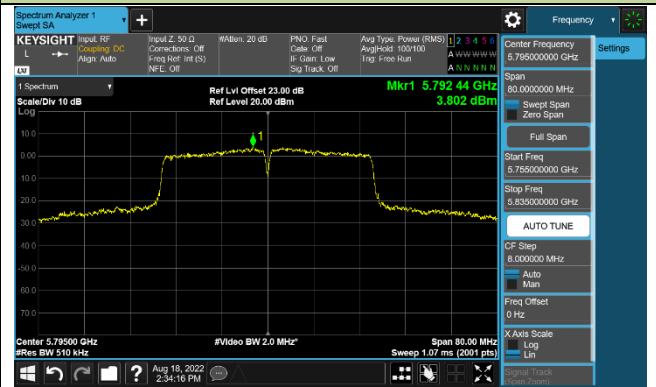 Spectrum Analyzer 1
Swept SA
+
Frequency
KEYSIGHT
L
LXI
Input: RF
Coupling: DC
Align: Auto
Input Z: 50 Ω
Corrections: Off
Freq Ref: Int (S)
NFE: Off
#Atten: 20 dB
PNO: Fast
Gate: Off
IF Gain: Low
Sig Track: Off
Avg Type: Power (RMS)
Avg|Hold: 100/100
Trig: Free Run
1 2 3 4 5 6
A W W W W W
A N N N N N
1 Spectrum
Scale/Div 10 dB
Log
Ref Lvl Offset 23.00 dB
Ref Level 20.00 dBm
Mkr1 5.792 44 GHz
3.802 dBm
1
10.0
0.00
-10.0
-20.0
-30.0
-40.0
-50.0
-60.0
-70.0
Center 5.79500 GHz
#Res BW 510 kHz
#Video BW 2.0 MHz*
Span 80.00 MHz
Sweep 1.07 ms (2001 pts)
Center Frequency
5.795000000 GHz
Settings
Span
80.0000000 MHz
Swept Span
Zero Span
Full Span
Start Freq
5.755000000 GHz
Stop Freq
5.835000000 GHz
AUTO TUNE
CF Step
8.000000 MHz
Auto
Man
Freq Offset
0 Hz
X Axis Scale
Log
Lin
Signal Track
(Span Zoom)
?
Aug 18, 2022
2:34:16 PM